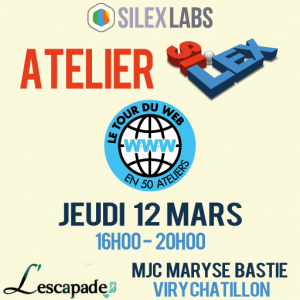 SILEX LABS
ATELIER SILEX
LE TOUR DU WEB
WWW
EN 50 ATELIERS
JEUDI 12 MARS
16H00 - 20H00
L'escapade
MJC MARYSE BASTIE
VIRY CHATILLON